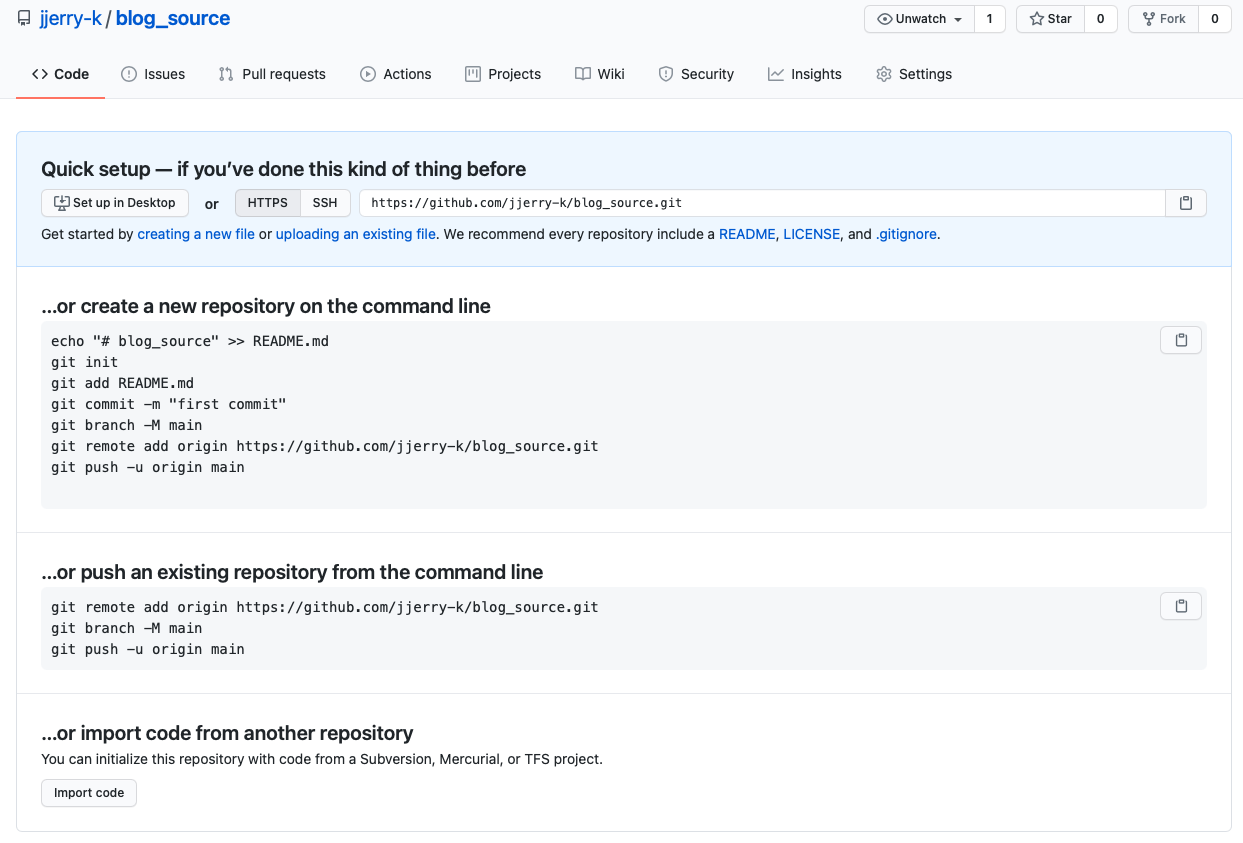 jjerry-k / blog_source
Unwatch 1 Star 0 Fork 0
Code Issues Pull requests Actions Projects Wiki Security Insights Settings
Quick setup — if you’ve done this kind of thing before
Set up in Desktop or HTTPS SSH https://github.com/jjerry-k/blog_source.git
Get started by creating a new file or uploading an existing file. We recommend every repository include a README, LICENSE, and .gitignore.
…or create a new repository on the command line
echo "# blog_source" >> README.md
git init
git add README.md
git commit -m "first commit"
git branch -M main
git remote add origin https://github.com/jjerry-k/blog_source.git
git push -u origin main
…or push an existing repository from the command line
git remote add origin https://github.com/jjerry-k/blog_source.git
git branch -M main
git push -u origin main
…or import code from another repository
You can initialize this repository with code from a Subversion, Mercurial, or TFS project.
Import code